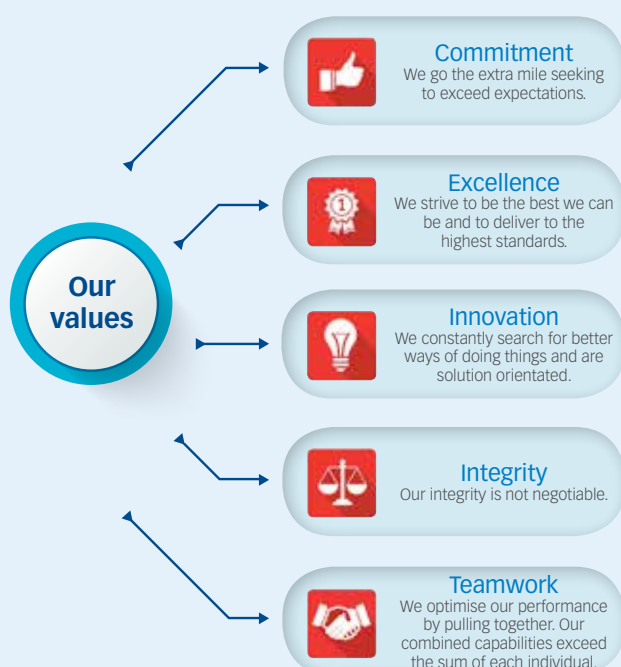 Our
values
Commitment
We go the extra mile seeking
to exceed expectations.
Excellence
We strive to be the best we can
be and to deliver to the
highest standards.
Innovation
We constantly search for better
ways of doing things and are
solution orientated.
Integrity
Our integrity is not negotiable.
Teamwork
We optimise our performance
by pulling together. Our
combined capabilities exceed
the sum of each individual.